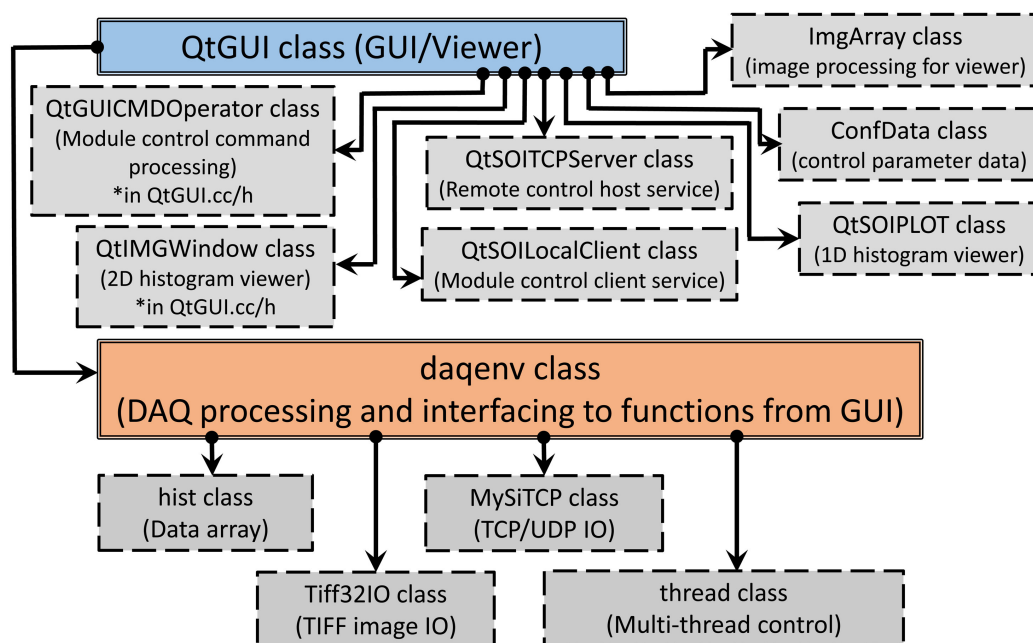 QtGUI class (GUI/Viewer)
ImgArray class
(image processing for viewer)
QtGUICMDOperator class
(Module control command
processing)
*in QtGUI.cc/h
QtSOITCPServer class
(Remote control host service)
ConfData class
(control parameter data)
QtIMGWindow class
(2D histogram viewer)
*in QtGUI.cc/h
QtSOILocalClient class
(Module control client service)
QtSOIPLOT class
(1D histogram viewer)
daqenv class
(DAQ processing and interfacing to functions from GUI)
hist class
(Data array)
MySiTCP class
(TCP/UDP IO)
Tiff32IO class
(TIFF image IO)
thread class
(Multi-thread control)